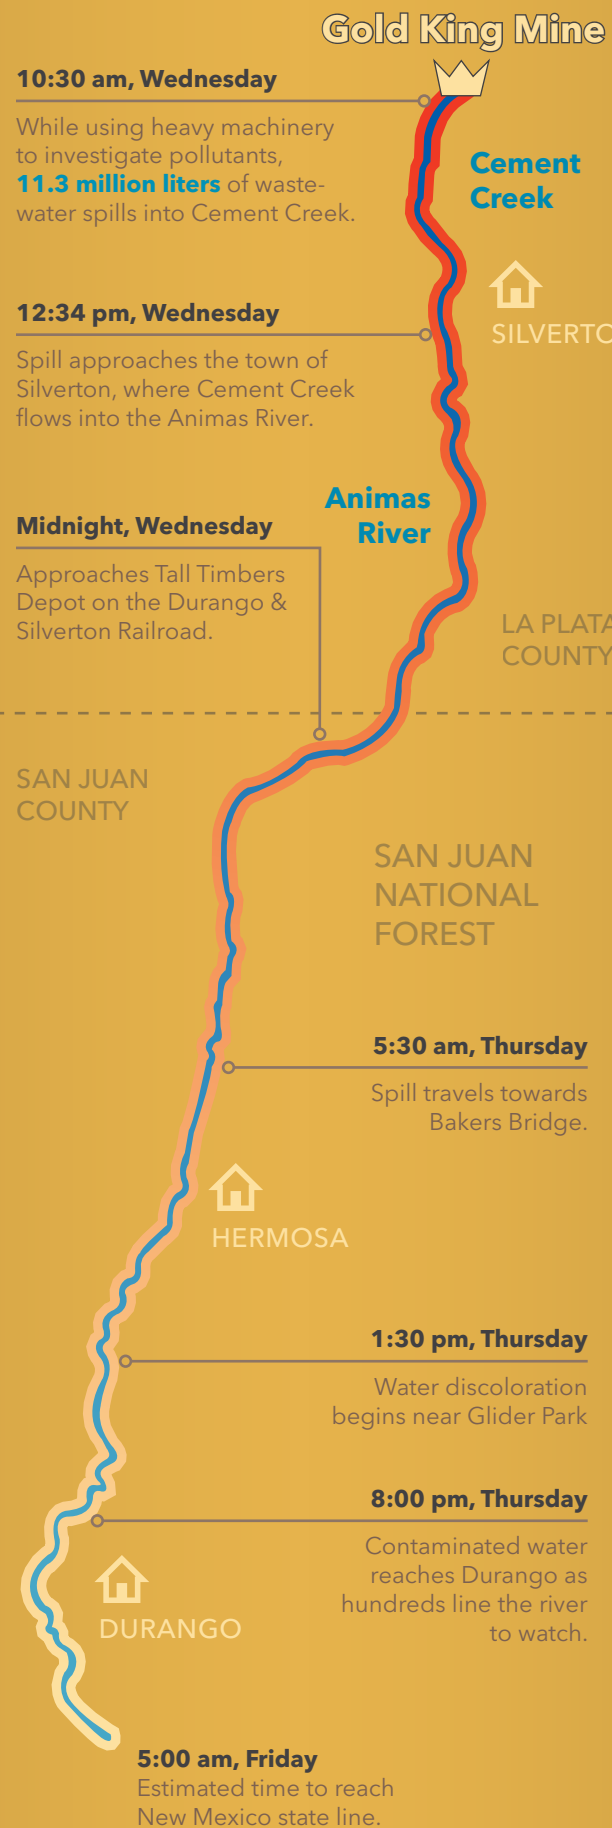 Gold King Mine
10:30 am, Wednesday
While using heavy machinery
to investigate pollutants,
11.3 million liters of waste-
water spills into Cement Creek.
Cement
Creek
12:34 pm, Wednesday
SILVERTO
Spill approaches the town of
Silverton, where Cement Creek
flows into the Animas River.
Animas
River
Midnight, Wednesday
Approaches Tall Timbers
Depot on the Durango &
Silverton Railroad.
LA PLATA
COUNTY
SAN JUAN
COUNTY
SAN JUAN
NATIONAL
FOREST
5:30 am, Thursday
Spill travels towards
Bakers Bridge.
HERMOSA
1:30 pm, Thursday
Water discoloration
begins near Glider Park
8:00 pm, Thursday
Contaminated water
reaches Durango as
hundreds line the river
to watch.
DURANGO
5:00 am, Friday
Estimated time to reach
New Mexico state line.